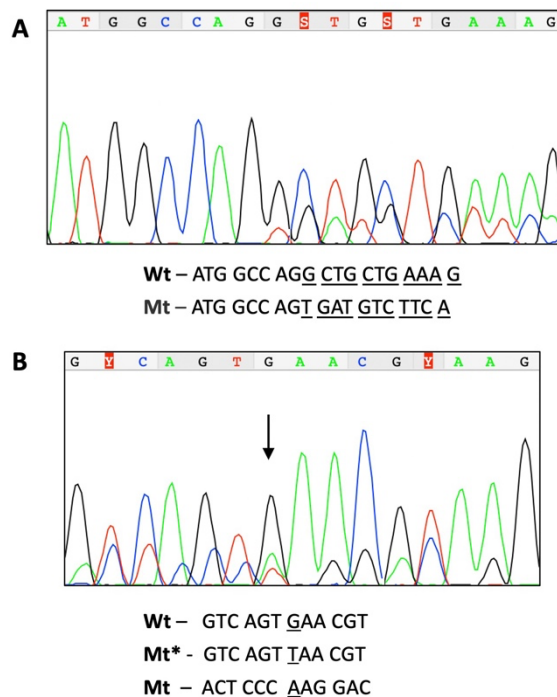 A
A T G G C C A G G S T G S T G A A A G
Wt – ATG GCC AGG CTG CTG AAA G
Mt – ATG GCC AGT GAT GTC TTC A
B
G Y C A G T G A A C G Y A A G
Wt – GTC AGT GAA CGT
Mt* - GTC AGT TAA CGT
Mt – ACT CCC AAG GAC